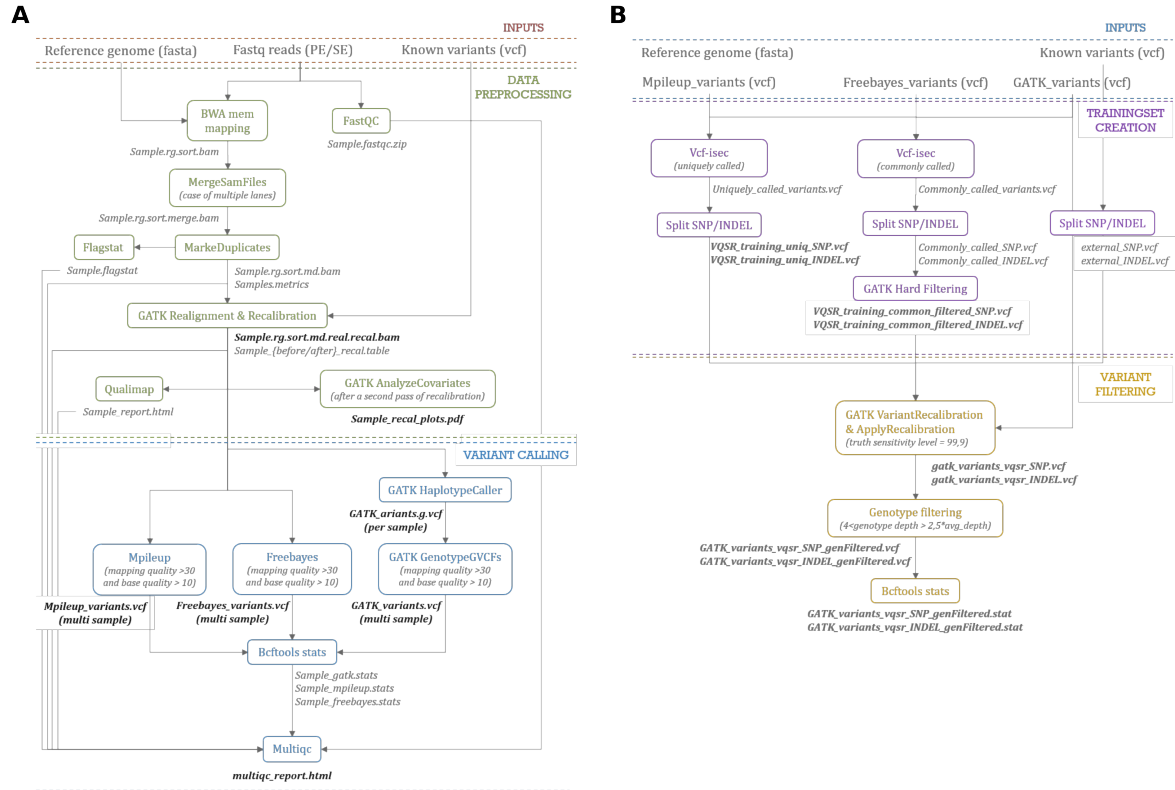 A
INPUTS
Reference genome (fasta)
Fastq reads (PE/SE)
Known variants (vcf)
DATA
PREPROCESSING
BWA mem
mapping
FastQC
Sample.fastqc.zip
Sample.rg.sort.bam
MergeSamFiles
(case of multiple lanes)
Sample.rg.sort.merge.bam
Flagstat
MarkeDuplicates
Sample.flagstat
Sample.rg.sort.md.bam
Samples.metrics
GATK Realignment & Recalibration
Sample.rg.sort.md.real.recal.bam
Sample_{before/after}_recal.table
Qualimap
GATK AnalyzeCovariates
(after a second pass of recalibration)
Sample_report.html
Sample_recal_plots.pdf
VARIANT CALLING
GATK HaplotypeCaller
GATK_ariants.g.vcf
(per sample)
Mpileup
(mapping quality >30
and base quality > 10)
Freebayes
(mapping quality >30
and base quality > 10)
GATK GenotypeGVCFs
(mapping quality >30
and base quality > 10)
Mpileup_variants.vcf
(multi sample)
Freebayes_variants.vcf
(multi sample)
GATK_variants.vcf
(multi sample)
Bcftools stats
Sample_gatk.stats
Sample_mpileup.stats
Sample_freebayes.stats
Multiqc
multiqc_report.html
B
INPUTS
Reference genome (fasta)
Known variants (vcf)
Mpileup_variants (vcf)
Freebayes_variants (vcf)
GATK_variants (vcf)
TRAININGSET
CREATION
Vcf-isec
(uniquely called)
Vcf-isec
(commonly called)
Uniquely_called_variants.vcf
Commonly_called_variants.vcf
Split SNP/INDEL
Split SNP/INDEL
Split SNP/INDEL
VQSR_training_uniq_SNP.vcf
VQSR_training_uniq_INDEL.vcf
Commonly_called_SNP.vcf
Commonly_called_INDEL.vcf
external_SNP.vcf
external_INDEL.vcf
GATK Hard Filtering
VQSR_training_common_filtered_SNP.vcf
VQSR_training_common_filtered_INDEL.vcf
VARIANT
FILTERING
GATK VariantRecalibration
& ApplyRecalibration
(truth sensitivity level = 99,9)
gatk_variants_vqsr_SNP.vcf
gatk_variants_vqsr_INDEL.vcf
Genotype filtering
(4<genotype depth > 2,5*avg_depth)
GATK_variants_vqsr_SNP_genFiltered.vcf
GATK_variants_vqsr_INDEL_genFiltered.vcf
Bcftools stats
GATK_variants_vqsr_SNP_genFiltered.stat
GATK_variants_vqsr_INDEL_genFiltered.stat